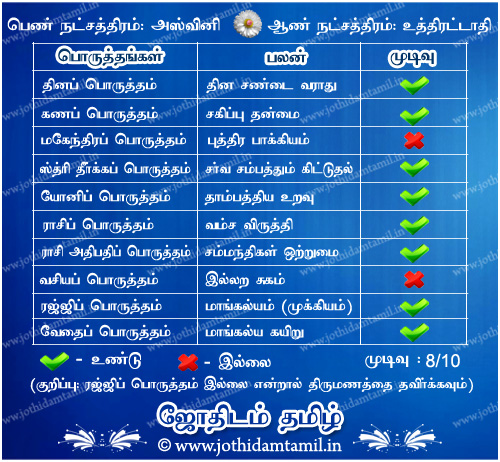 பெண் நட்சத்திரம்: அஸ்வினி ஆண் நட்சத்திரம்: உத்திரட்டாதி
பொருத்தங்கள் பலன் முடிவு
தினப் பொருத்தம் தின சண்டை வராது
கணப் பொருத்தம் சகிப்பு தன்மை
மகேந்திரப் பொருத்தம் புத்திர பாக்கியம்
ஸ்த்ரி தீர்க்கப் பொருத்தம் சர்வ சம்பத்தும் கிட்டுதல்
யோனிப் பொருத்தம் தாம்பத்திய உறவு
ராசிப் பொருத்தம் வம்ச விருத்தி
ராசி அதிபதிப் பொருத்தம் சம்மந்திகள் ஒற்றுமை
வசியப் பொருத்தம் இல்லற சுகம்
ரஜ்ஜிப் பொருத்தம் மாங்கல்யம் (முக்கியம்)
வேதைப் பொருத்தம் மாங்கல்ய கயிறு
- உண்டு - இல்லை முடிவு : 8/10
(குறிப்பு: ரஜ்ஜிப் பொருத்தம் இல்லை என்றால் திருமணத்தை தவிர்க்கவும்)
ஜோதிடம் தமிழ்
© www.jothidamtamil.in